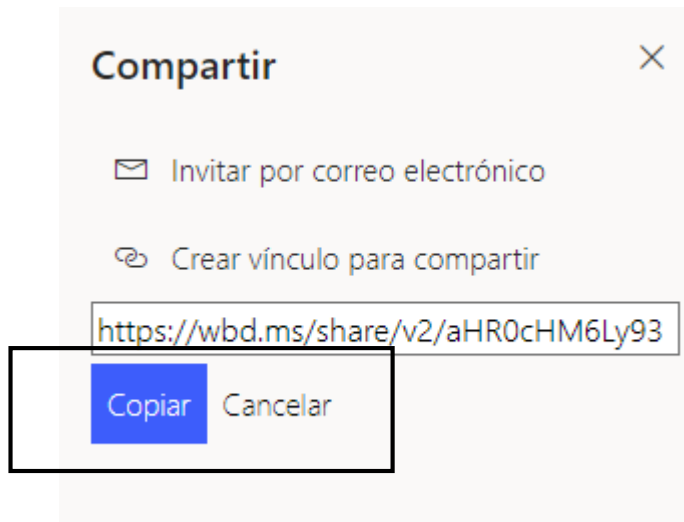 Compartir
Invitar por correo electrónico
Crear vínculo para compartir
https://wbd.ms/share/v2/aHR0cHM6Ly93
Copiar Cancelar